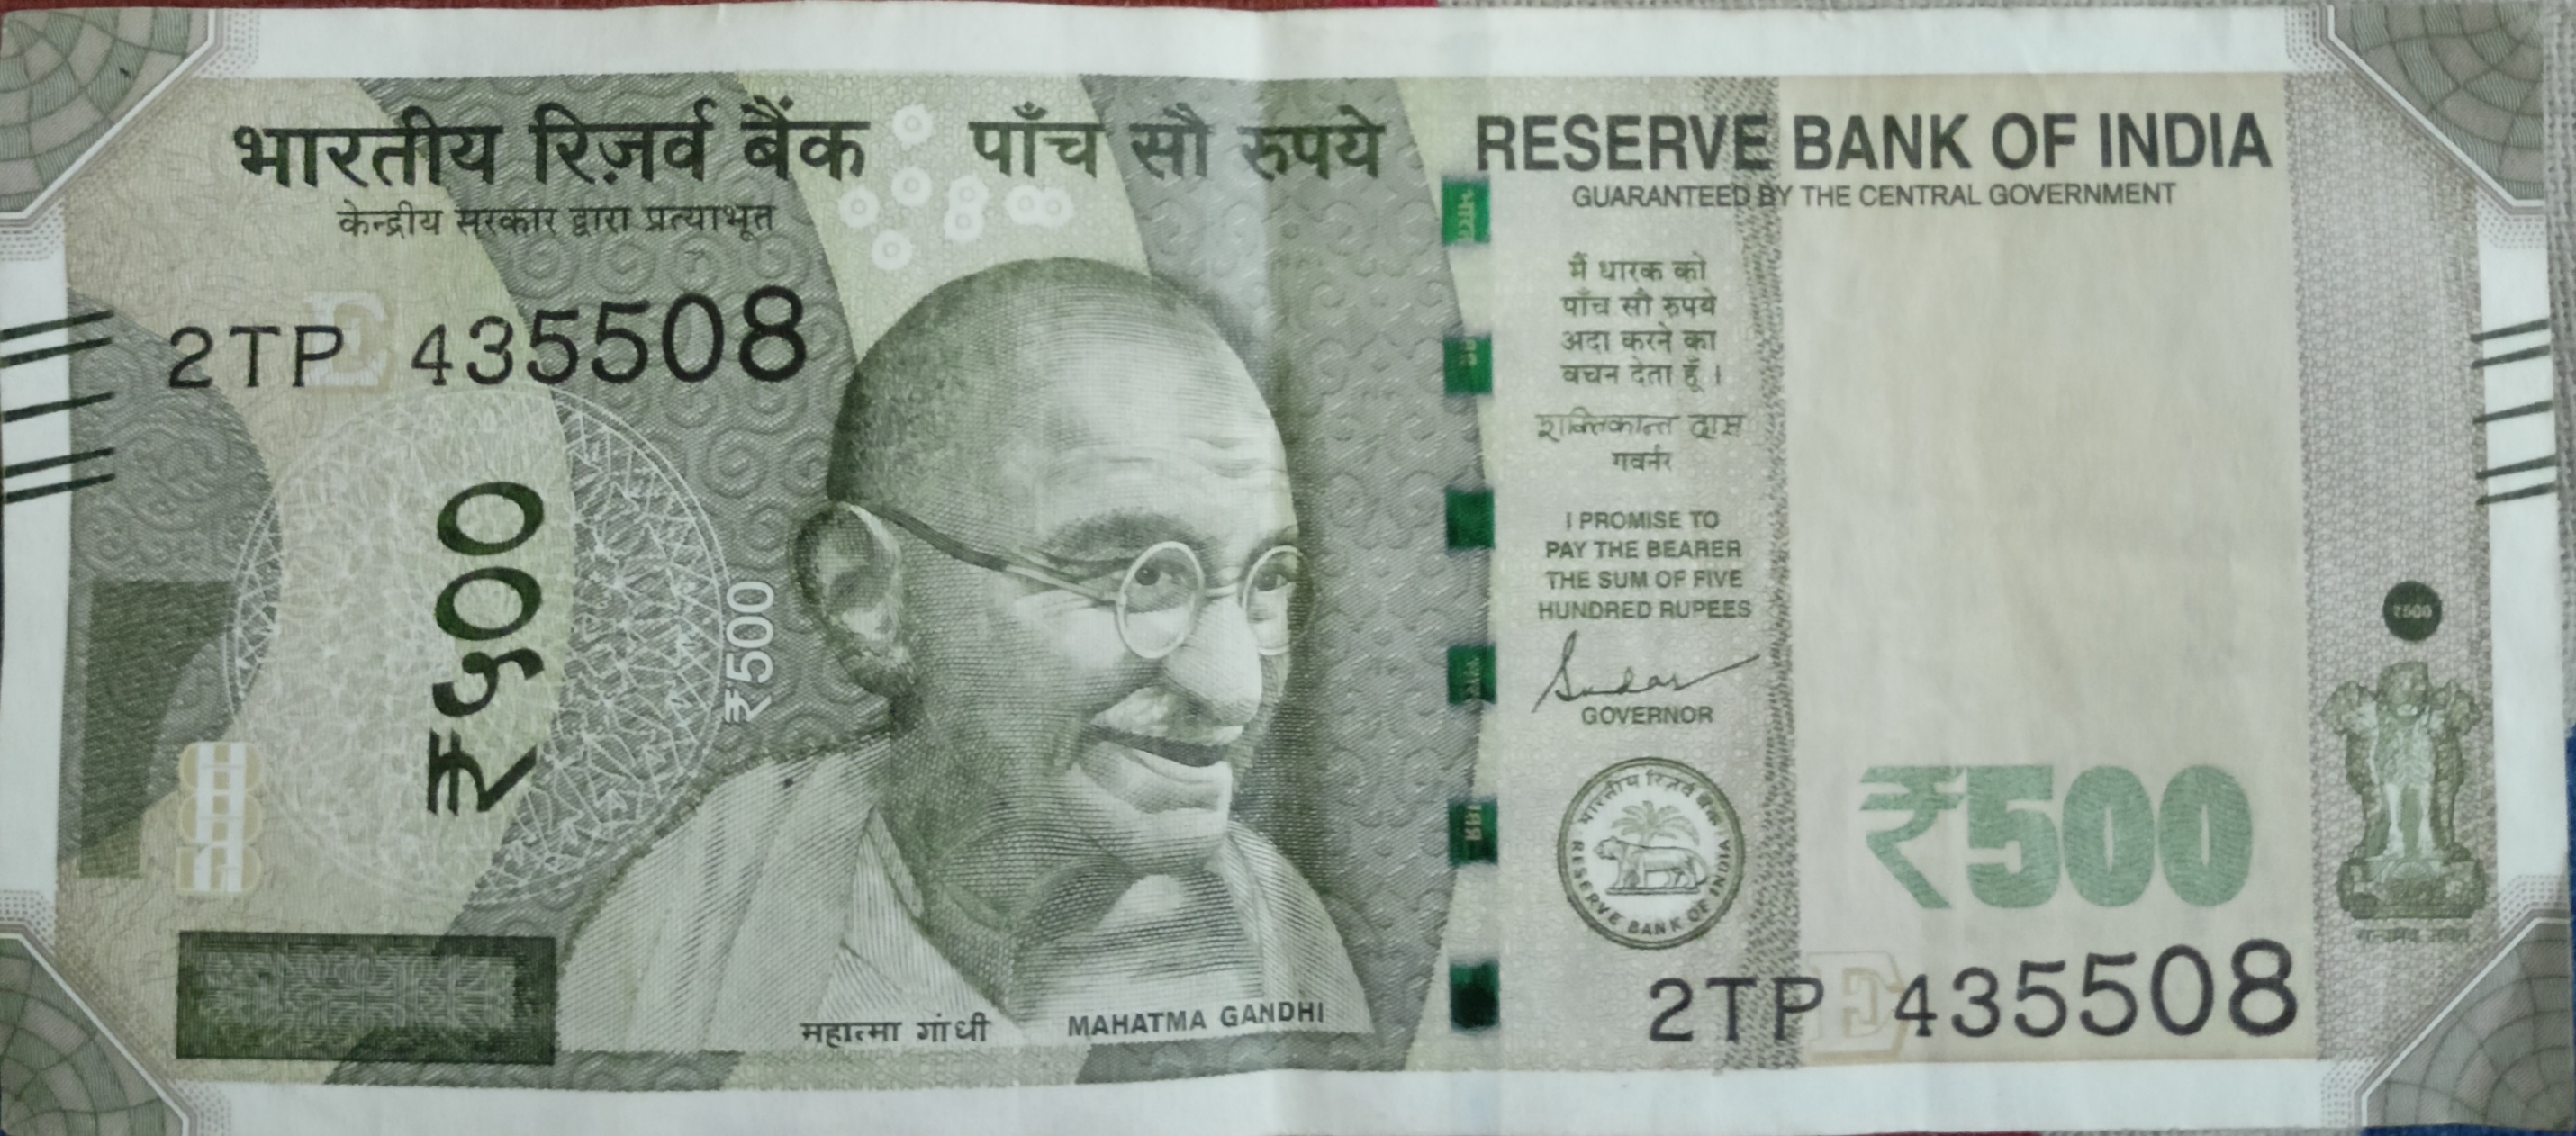 भारतीय रिज़र्व बैंक पाँच सौ रुपये
केन्द्रीय सरकार द्वारा प्रत्याभूत
2TP 435508
₹५००
₹500
महात्मा गांधी MAHATMA GANDHI
भारत
RBI
RESERVE BANK OF INDIA
GUARANTEED BY THE CENTRAL GOVERNMENT
मैं धारक को
पाँच सौ रुपये
अदा करने का
वचन देता हूँ ।
शक्तिकान्त दास
गवर्नर
I PROMISE TO
PAY THE BEARER
THE SUM OF FIVE
HUNDRED RUPEES
GOVERNOR
भारतीय रिज़र्व बैंक
RESERVE BANK OF INDIA
₹500
₹500
सत्यमेव जयते
2TP E 435508